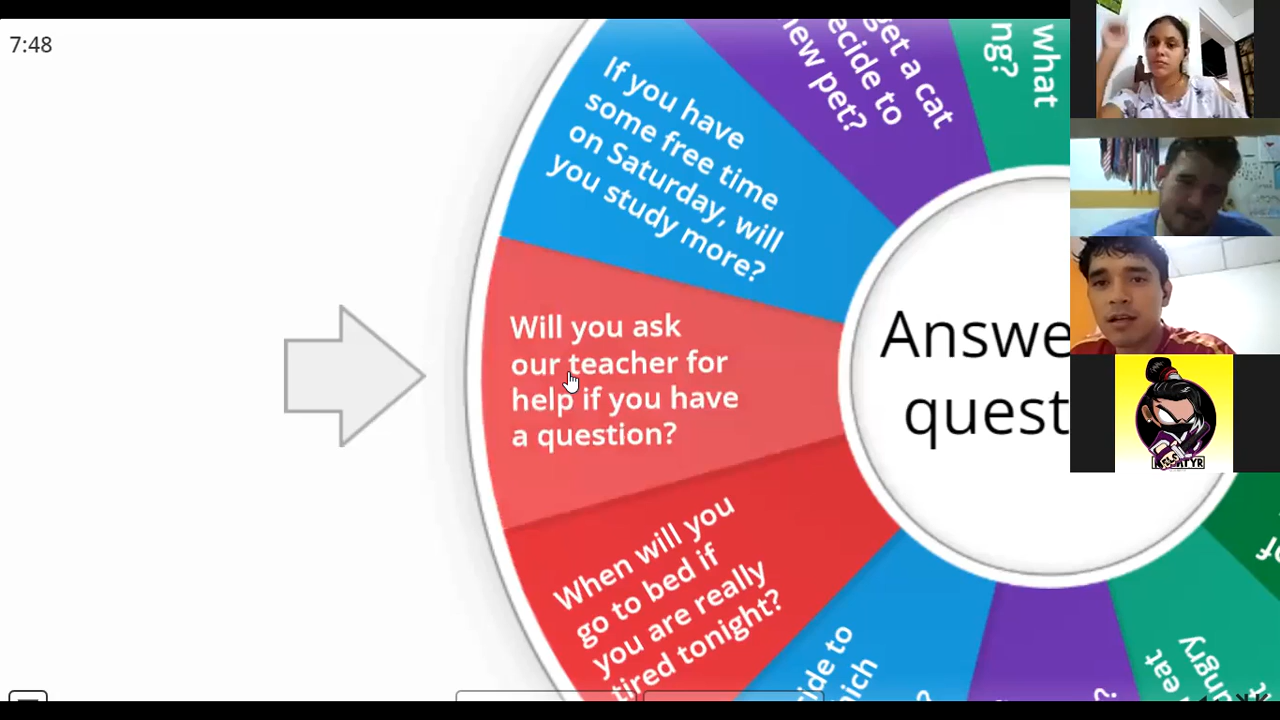 7:48
what
ng?
get a cat
ecide to
new pet?
If you have
some free time
on Saturday, will
you study more?
Will you ask
our teacher for
help if you have
a question?
Answe
quest
When will you
go to bed if
you are really
tired tonight?
ide to
ich
?
?
eat
ngry
of